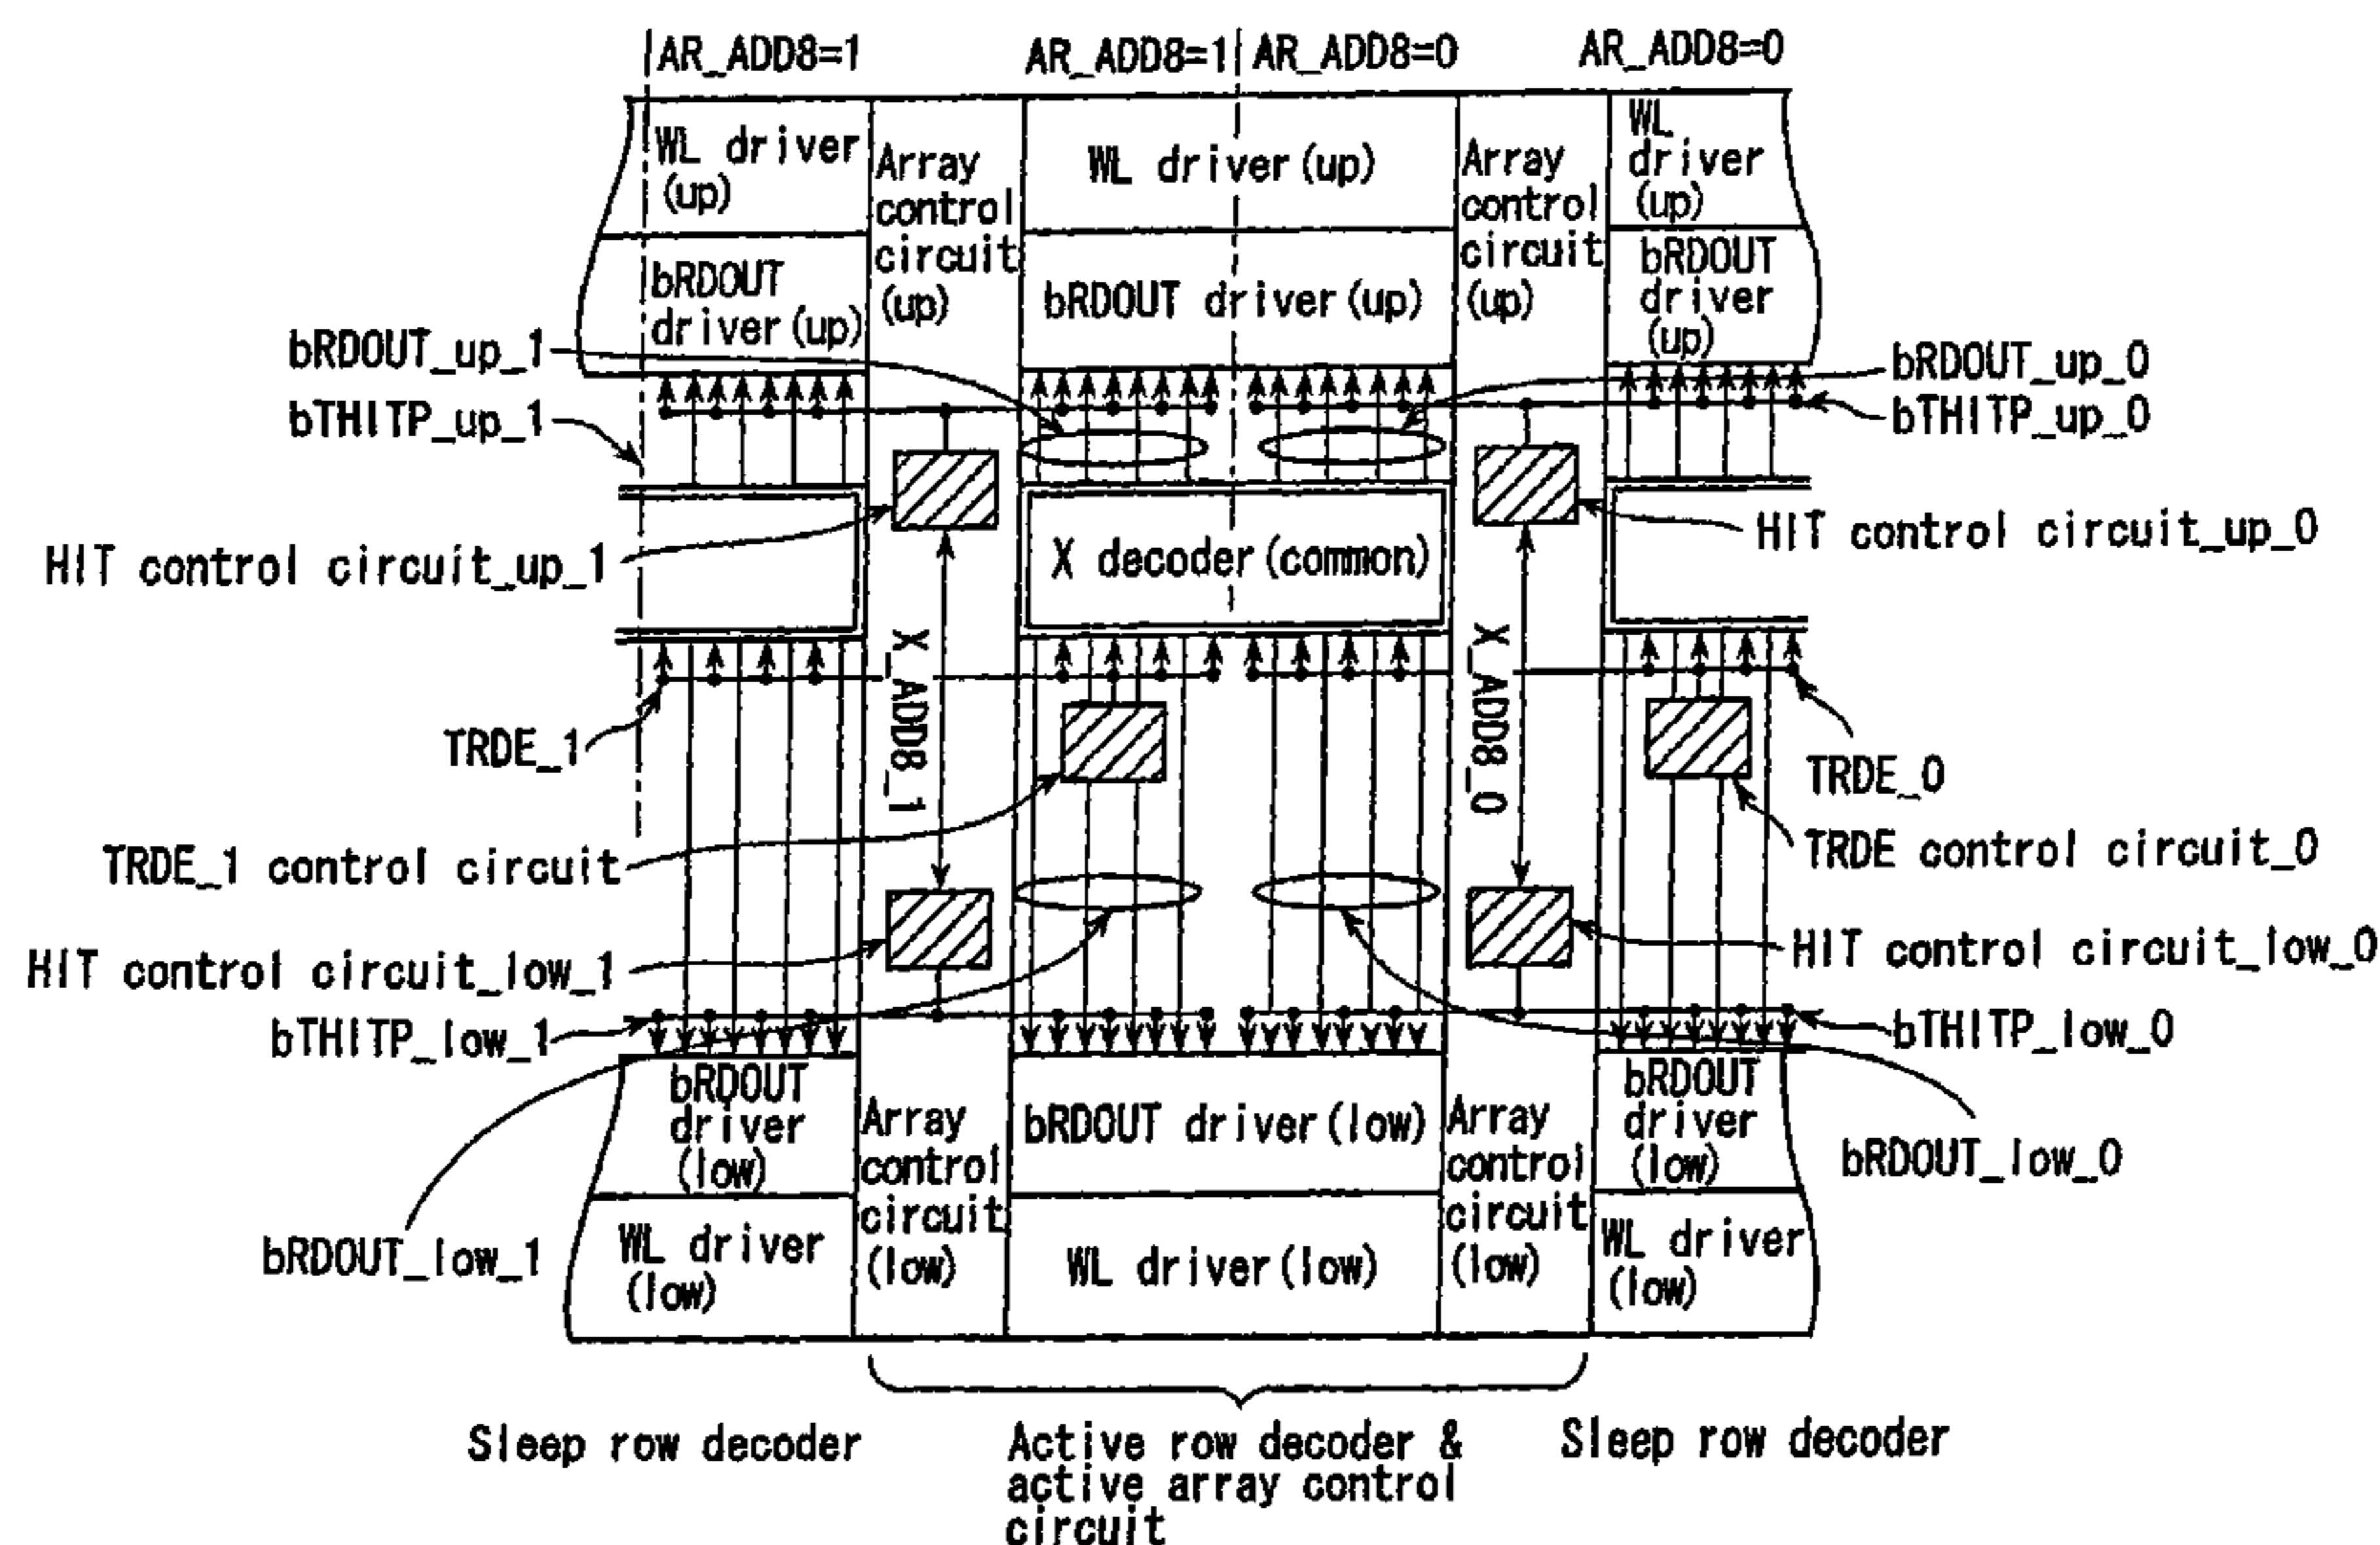 AR_ADD8=1
AR_ADD8=1
AR_ADD8=0
AR_ADD8=0
WL driver
(up)
Array
control
circuit
(up)
WL driver(up)
Array
control
circuit
(up)
WL
driver
(up)
bRDOUT
driver(up)
bRDOUT driver(up)
bRDOUT
driver
(up)
bRDOUT_up_1
bRDOUT_up_0
bTHITP_up_1
bTHITP_up_0
HIT control circuit_up_1
X decoder(common)
HIT control circuit_up_0
X_ADD8_1
X_ADD8_0
TRDE_1
TRDE_0
TRDE_1 control circuit
TRDE control circuit_0
HIT control circuit_low_1
HIT control circuit_low_0
bTHITP_low_1
bTHITP_low_0
bRDOUT
driver
(low)
Array
control
circuit
(low)
bRDOUT driver(low)
Array
control
circuit
(low)
bRDOUT
driver
(low)
bRDOUT_low_0
bRDOUT_low_1
WL driver
(low)
WL driver(low)
WL driver
(low)
Sleep row decoder
Active row decoder &
active array control
circuit
Sleep row decoder